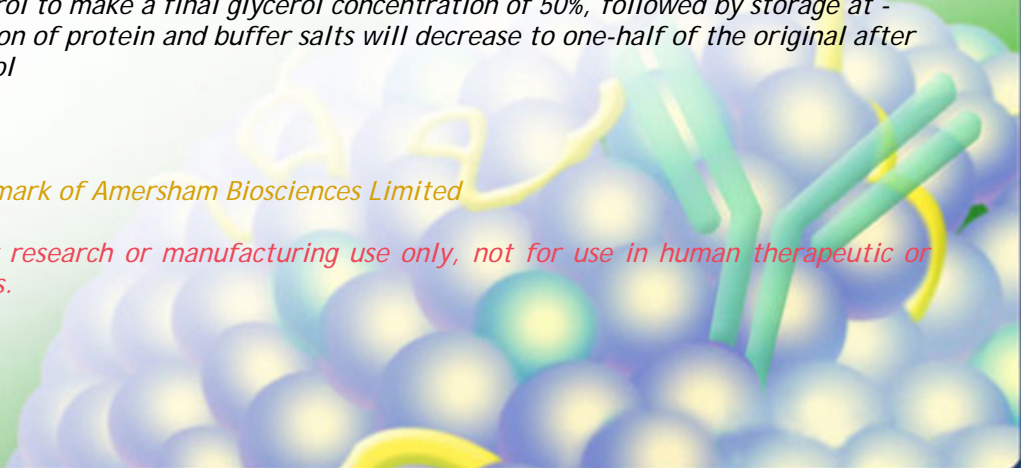 rol to make a final glycerol concentration of 50%, followed by storage at -
on of protein and buffer salts will decrease to one-half of the original after
ol
mark of Amersham Biosciences Limited
research or manufacturing use only, not for use in human therapeutic or
s.